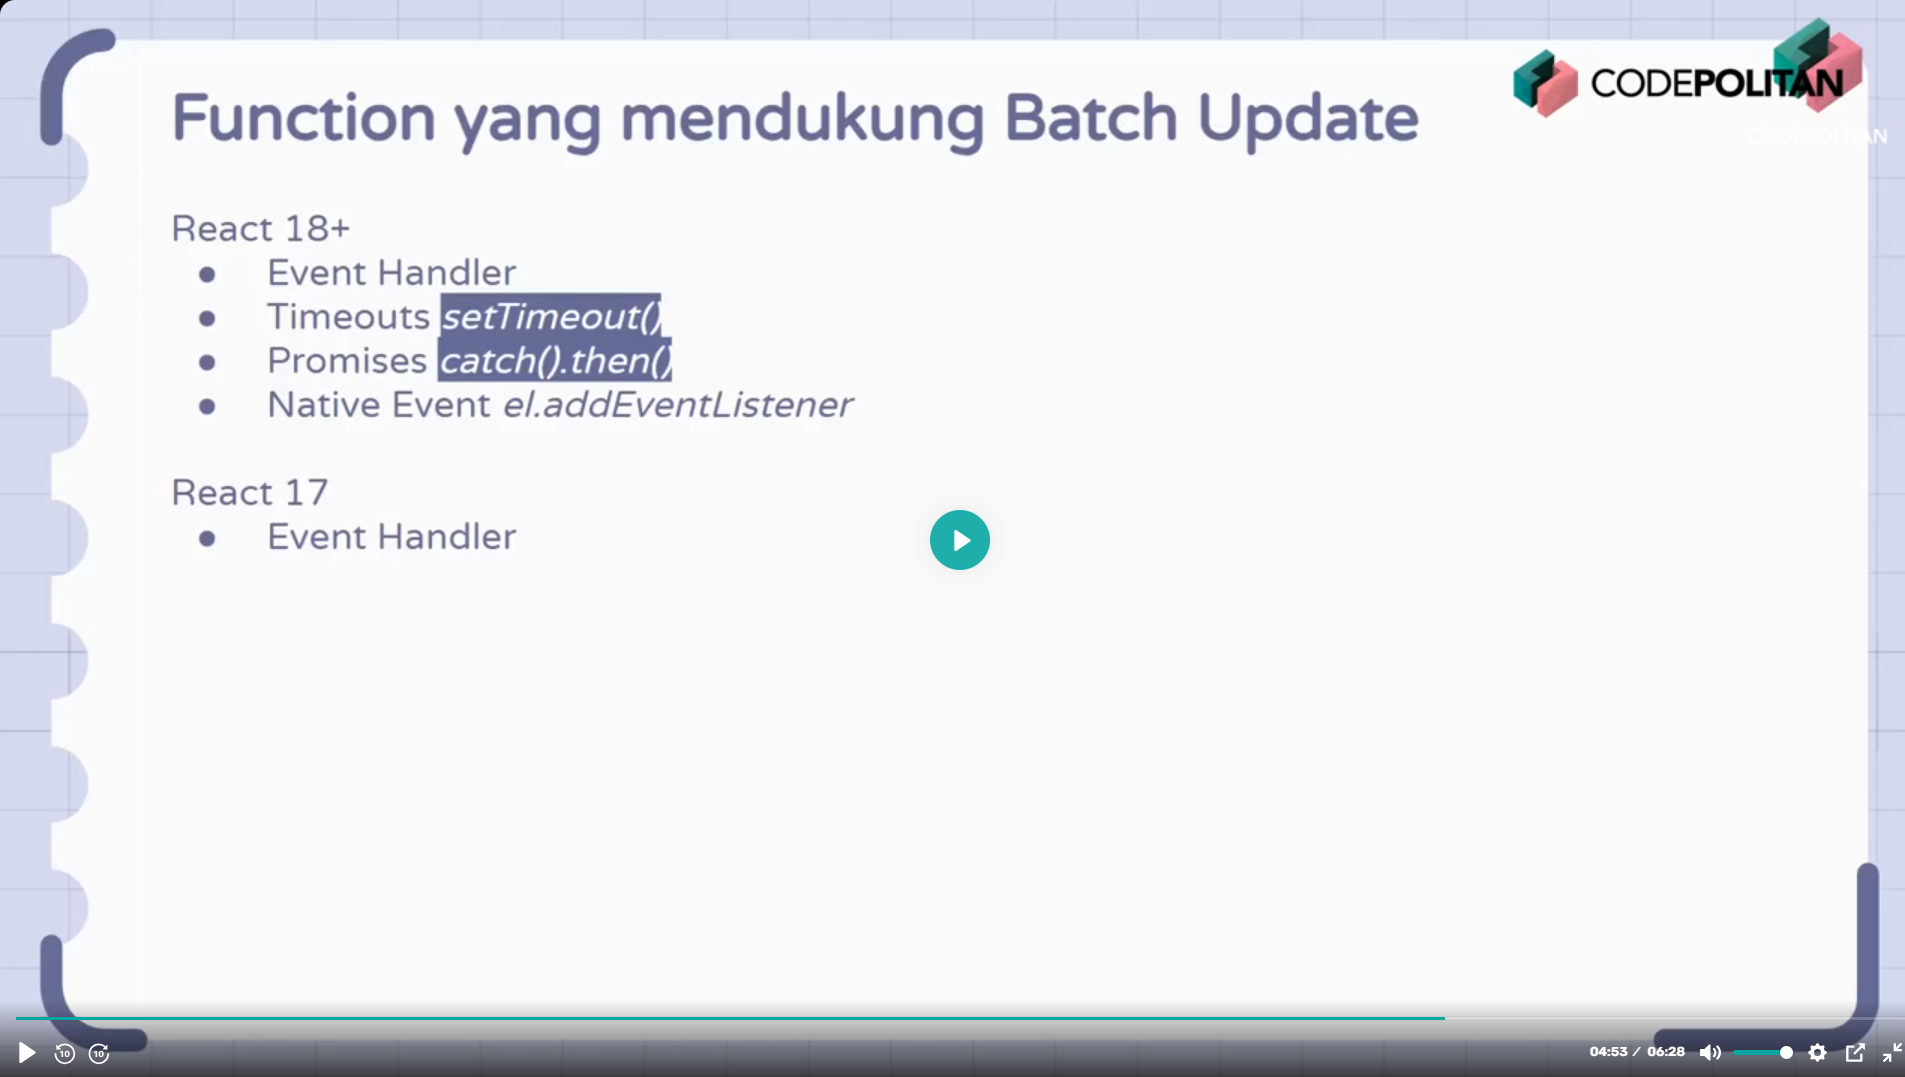 CODEPOLITAN
Function yang mendukung Batch Update
CODEPOLITAN
React 18+
● Event Handler
● Timeouts setTimeout()
● Promises catch().then()
● Native Event el.addEventListener
React 17
● Event Handler
10 10
04:53 / 06:28